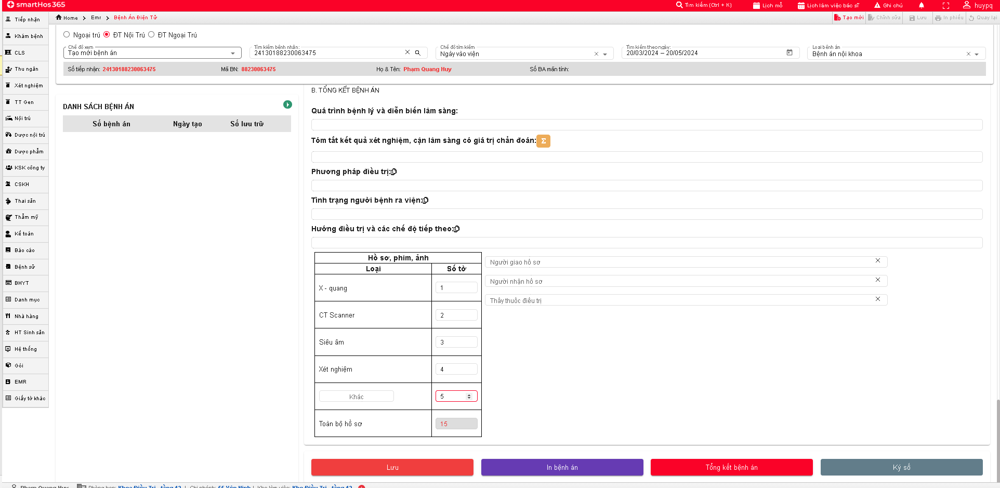 smartHos365
Tìm kiếm (Ctrl + K)
Lịch mổ
Lịch làm việc bác sĩ
Ghi chú
huypq
Home
Emr
Bệnh Án Điện Tử
Tạo mới
Chỉnh sửa
Lưu
In phiếu
Quay lại
Tiếp nhận
Khám bệnh
CLS
Thu ngân
Xét nghiệm
TT Gen
Nội trú
Dược nội trú
Dược phẩm
KSK công ty
CSKH
Thai sản
Thẩm mỹ
Kế toán
Báo cáo
Bệnh sử
BHYT
Danh mục
Nhà hàng
HT Sinh sản
Hệ thống
Gói
EMR
Giấy tờ khác
Ngoại trú ĐT Nội Trú ĐT Ngoại Trú
Chế độ xem
Tạo mới bệnh án
Tìm kiếm bệnh nhân:
24130188230063475
Chế độ tìm kiếm
Ngày vào viện
Tìm kiếm theo ngày:
20/03/2024 – 20/05/2024
Loại bệnh án
Bệnh án nội khoa
Số tiếp nhận: 24130188230063475
Mã BN: 88230063475
Họ & Tên: Phạm Quang Huy
Số BA mãn tính:
DANH SÁCH BỆNH ÁN
Số bệnh án Ngày tạo Số lưu trữ
B. TỔNG KẾT BỆNH ÁN
Quá trình bệnh lý và diễn biến lâm sàng:
Tóm tắt kết quả xét nghiệm, cận lâm sàng có giá trị chẩn đoán: Σ
Phương pháp điều trị:
Tình trạng người bệnh ra viện:
Hướng điều trị và các chế độ tiếp theo:
Hồ sơ, phim, ảnh
Loại Số tờ
X - quang 1
CT Scanner 2
Siêu âm 3
Xét nghiệm 4
Khác 5
Toàn bộ hồ sơ 15
Người giao hồ sơ
Người nhận hồ sơ
Thầy thuốc điều trị
Lưu
In bệnh án
Tổng kết bệnh án
Ký số
Phạm Quang Huy
Phòng ban: Khoa Điều Trị - tầng 12 | Chi nhánh: 55 Yên Ninh | Kho làm việc: Kho Điều Trị - tầng 12